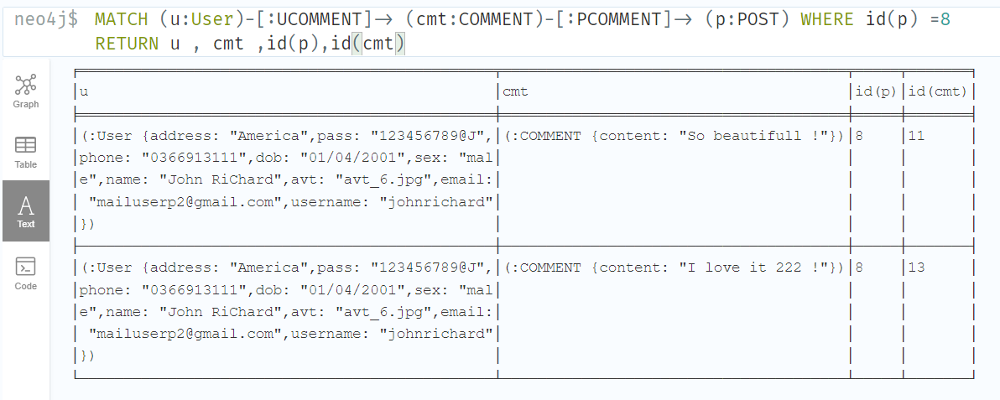 neo4j$ MATCH (u:User)-[:UCOMMENT]-> (cmt:COMMENT)-[:PCOMMENT]-> (p:POST) WHERE id(p) =8
RETURN u , cmt ,id(p),id(cmt)
Graph
Table
Text
Code
│u │cmt │id(p)│id(cmt)│
│(:User {address: "America",pass: "123456789@J",│(:COMMENT {content: "So beautifull !"})│8 │11 │
│phone: "0366913111",dob: "01/04/2001",sex: "mal│ │ │ │
│e",name: "John RiChard",avt: "avt_6.jpg",email:│ │ │ │
│ "mailuserp2@gmail.com",username: "johnrichard"│ │ │ │
│}) │ │ │ │
│(:User {address: "America",pass: "123456789@J",│(:COMMENT {content: "I love it 222 !"})│8 │13 │
│phone: "0366913111",dob: "01/04/2001",sex: "mal│ │ │ │
│e",name: "John RiChard",avt: "avt_6.jpg",email:│ │ │ │
│ "mailuserp2@gmail.com",username: "johnrichard"│ │ │ │
│}) │ │ │ │